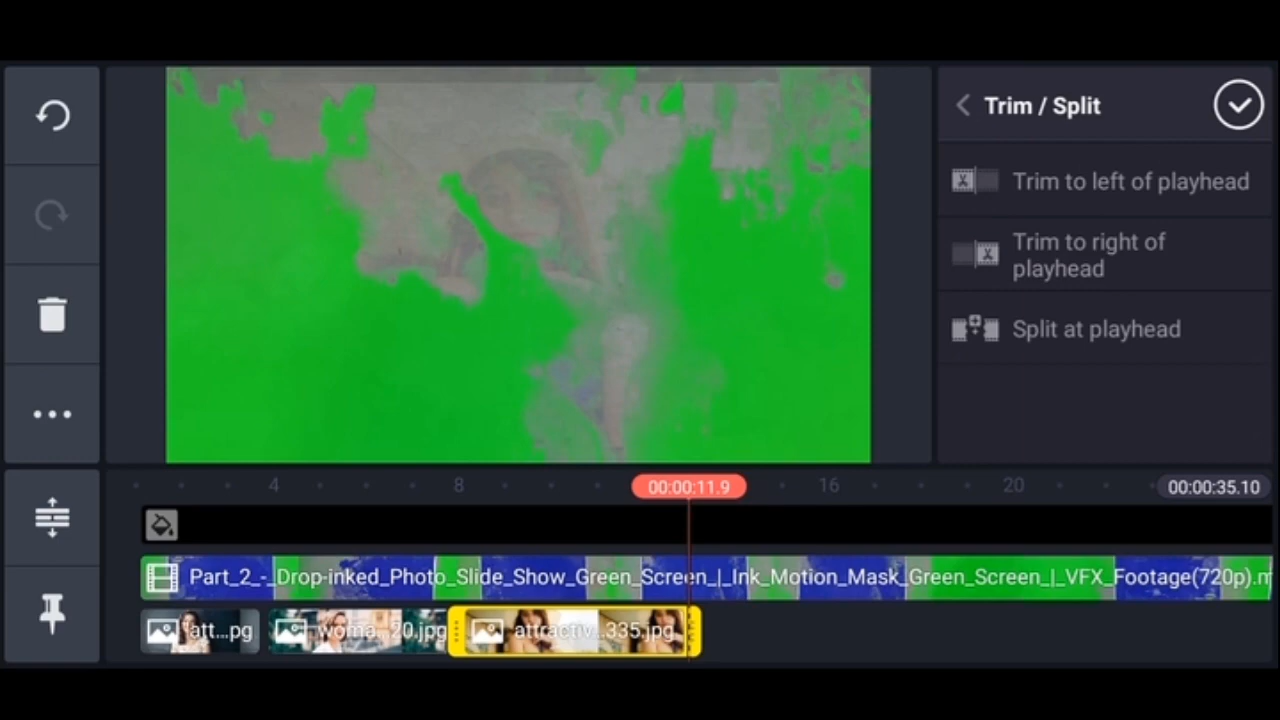 Trim / Split
Trim to left of playhead
Trim to right of
playhead
Split at playhead
4
8
00:00:11.9
16
20
00:00:35.10
Part_2_-_Drop-inked_Photo_Slide_Show_Green_Screen_|_Ink_Motion_Mask_Green_Screen_|_VFX_Footage(720p).m
att...pg
woma...20.jpg
attractiv...335.jpg